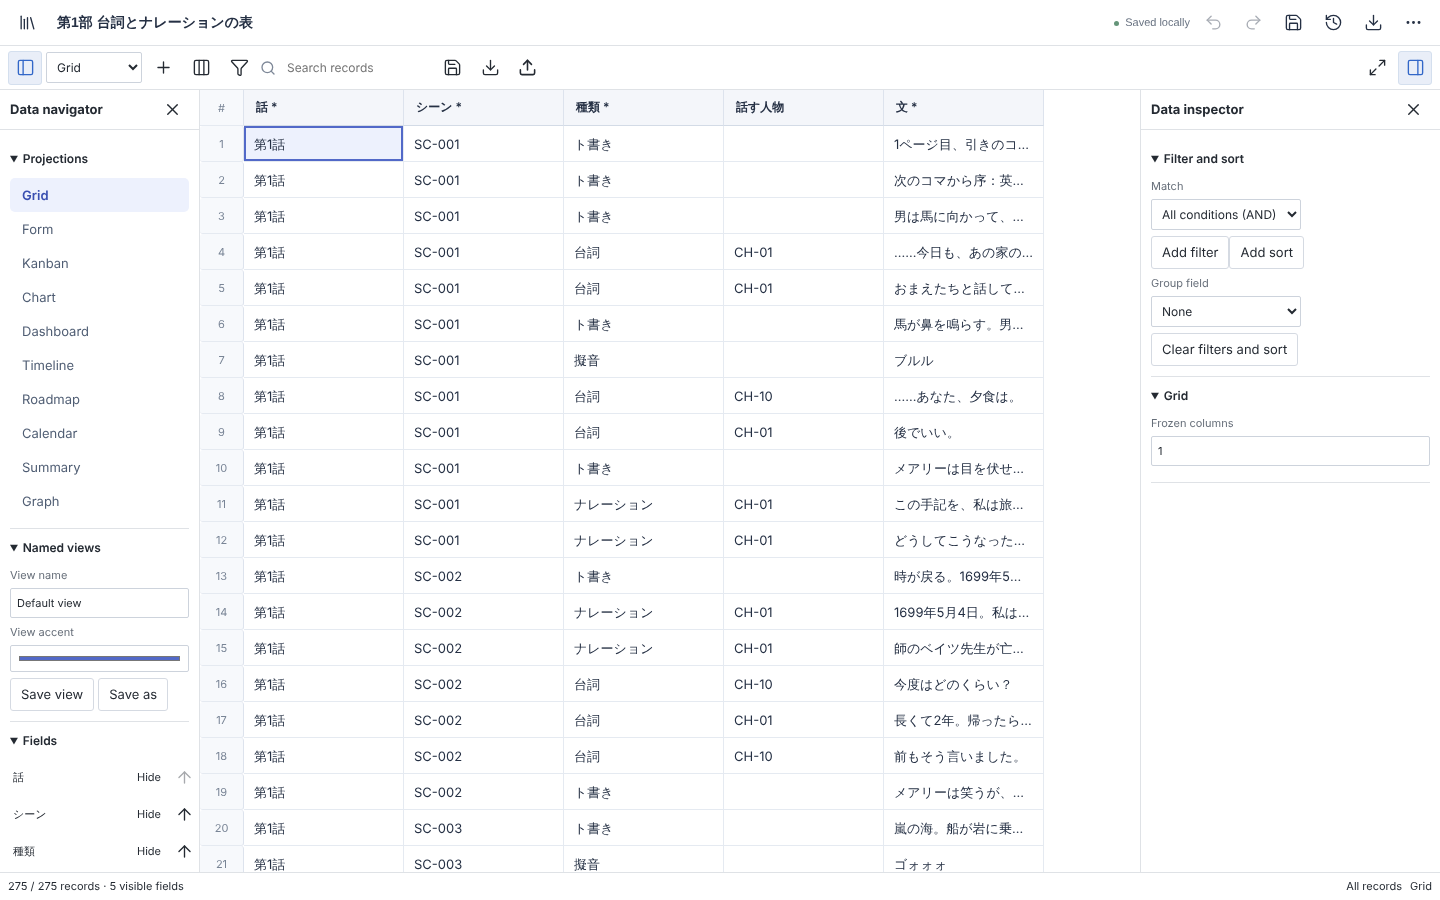 第1部 台詞とナレーションの表
Saved locally
Grid
Search records
Data navigator
Projections
Grid
Form
Kanban
Chart
Dashboard
Timeline
Roadmap
Calendar
Summary
Graph
Named views
View name
Default view
View accent
Save view Save as
Fields
話 Hide
シーン Hide
種類 Hide
# 話 * シーン * 種類 * 話す人物 文 *
1 第1話 SC-001 ト書き 1ページ目、引きのコ...
2 第1話 SC-001 ト書き 次のコマから序：英...
3 第1話 SC-001 ト書き 男は馬に向かって、...
4 第1話 SC-001 台詞 CH-01 ……今日も、あの家の...
5 第1話 SC-001 台詞 CH-01 おまえたちと話して...
6 第1話 SC-001 ト書き 馬が鼻を鳴らす。男...
7 第1話 SC-001 擬音 ブルル
8 第1話 SC-001 台詞 CH-10 ……あなた、夕食は。
9 第1話 SC-001 台詞 CH-01 後でいい。
10 第1話 SC-001 ト書き メアリーは目を伏せ...
11 第1話 SC-001 ナレーション CH-01 この手記を、私は旅...
12 第1話 SC-001 ナレーション CH-01 どうしてこうなった...
13 第1話 SC-002 ト書き 時が戻る。1699年5...
14 第1話 SC-002 ナレーション CH-01 1699年5月4日。私は...
15 第1話 SC-002 ナレーション CH-01 師のベイツ先生が亡...
16 第1話 SC-002 台詞 CH-10 今度はどのくらい？
17 第1話 SC-002 台詞 CH-01 長くて2年。帰ったら...
18 第1話 SC-002 台詞 CH-10 前もそう言いました。
19 第1話 SC-002 ト書き メアリーは笑うが、...
20 第1話 SC-003 ト書き 嵐の海。船が岩に乗...
21 第1話 SC-003 擬音 ゴォォォ
Data inspector
Filter and sort
Match
All conditions (AND)
Add filter Add sort
Group field
None
Clear filters and sort
Grid
Frozen columns
1
275 / 275 records · 5 visible fields
All records Grid